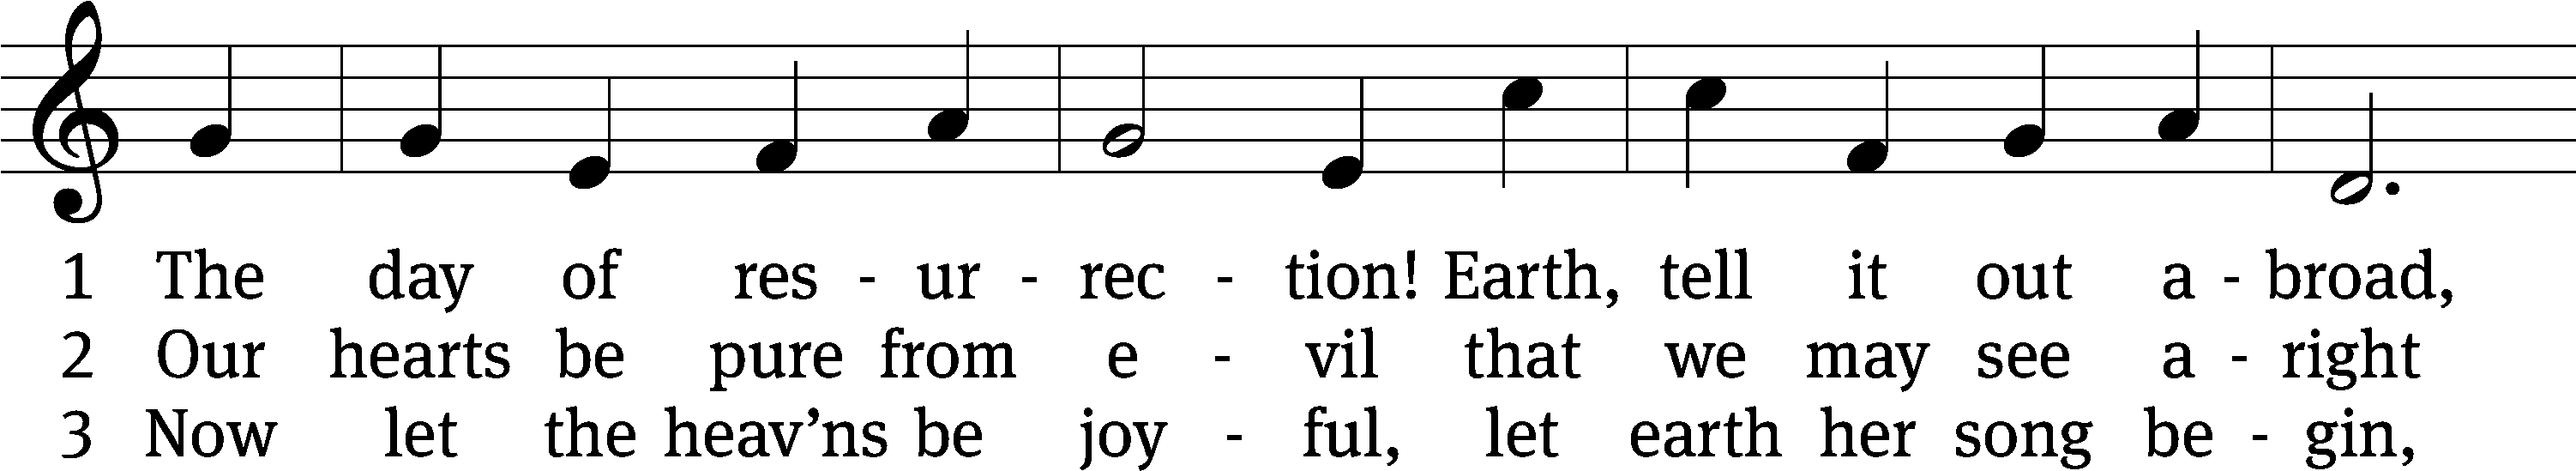 1 The day of res - ur - rec - tion! Earth, tell it out a - broad,
2 Our hearts be pure from e - vil that we may see a - right
3 Now let the heav’ns be joy - ful, let earth her song be - gin,